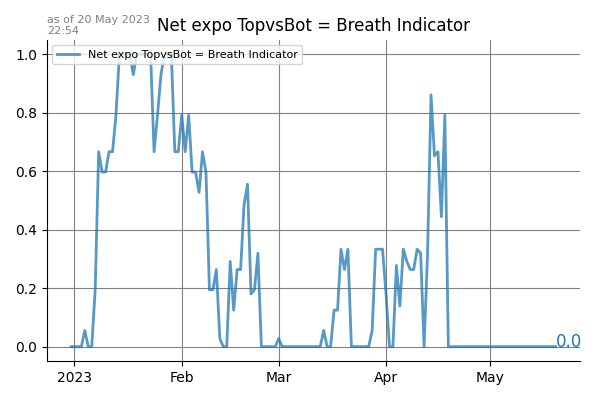 as of 20 May 2023
22:54
Net expo TopvsBot = Breath Indicator
Net expo TopvsBot = Breath Indicator
1.0
0.8
0.6
0.4
0.2
0.0
0.0
2023 Feb Mar Apr May